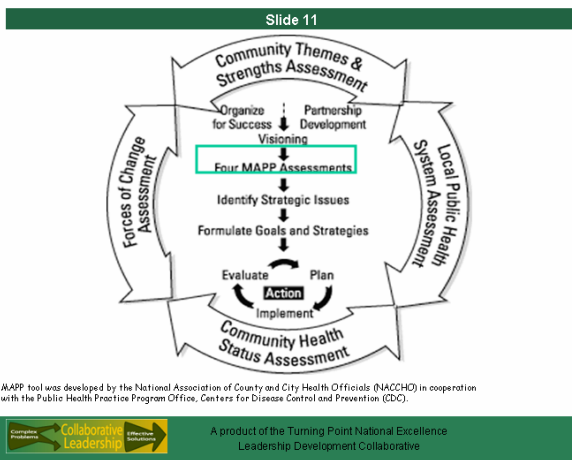 Slide 11
Community Themes &
Strengths Assessment
Organize
for Success
Partnership
Development
Visioning
Four MAPP Assessments
Identify Strategic Issues
Formulate Goals and Strategies
Evaluate
Plan
Action
Implement
Forces of Change
Assessment
Local Public Health
System Assessment
Community Health
Status Assessment
MAPP tool was developed by the National Association of County and City Health Officials (NACCHO) in cooperation
with the Public Health Practice Program Office, Centers for Disease Control and Prevention (CDC).
Complex
Problems
Collaborative
Leadership
Effective
Solutions
A product of the Turning Point National Excellence
Leadership Development Collaborative